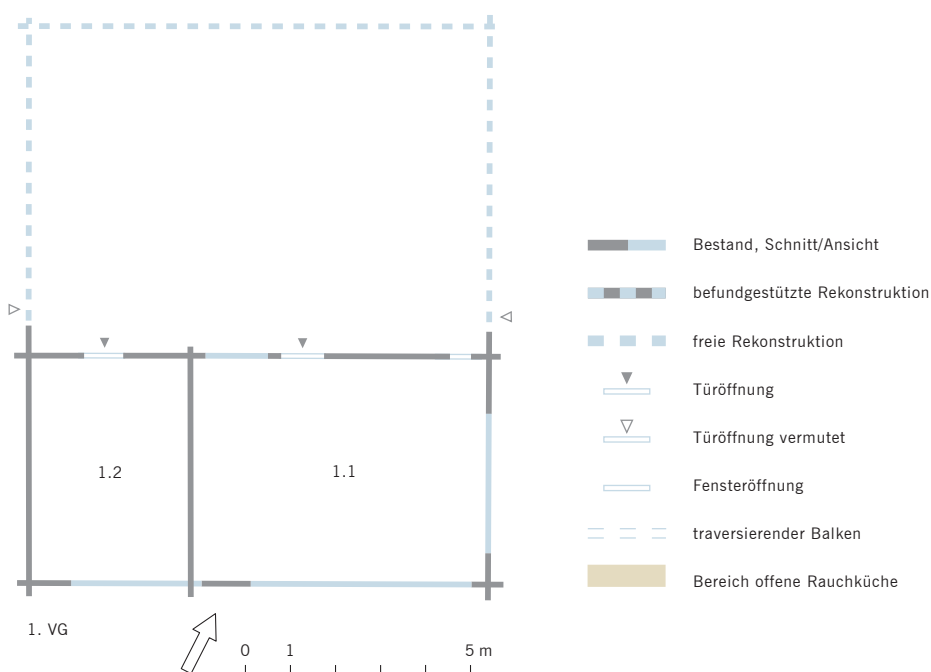 Bestand, Schnitt/Ansicht
befundgestützte Rekonstruktion
freie Rekonstruktion
Türöffnung
Türöffnung vermutet
Fensteröffnung
traversierender Balken
Bereich offene Rauchküche
1.2
1.1
1. VG
0 1 5 m